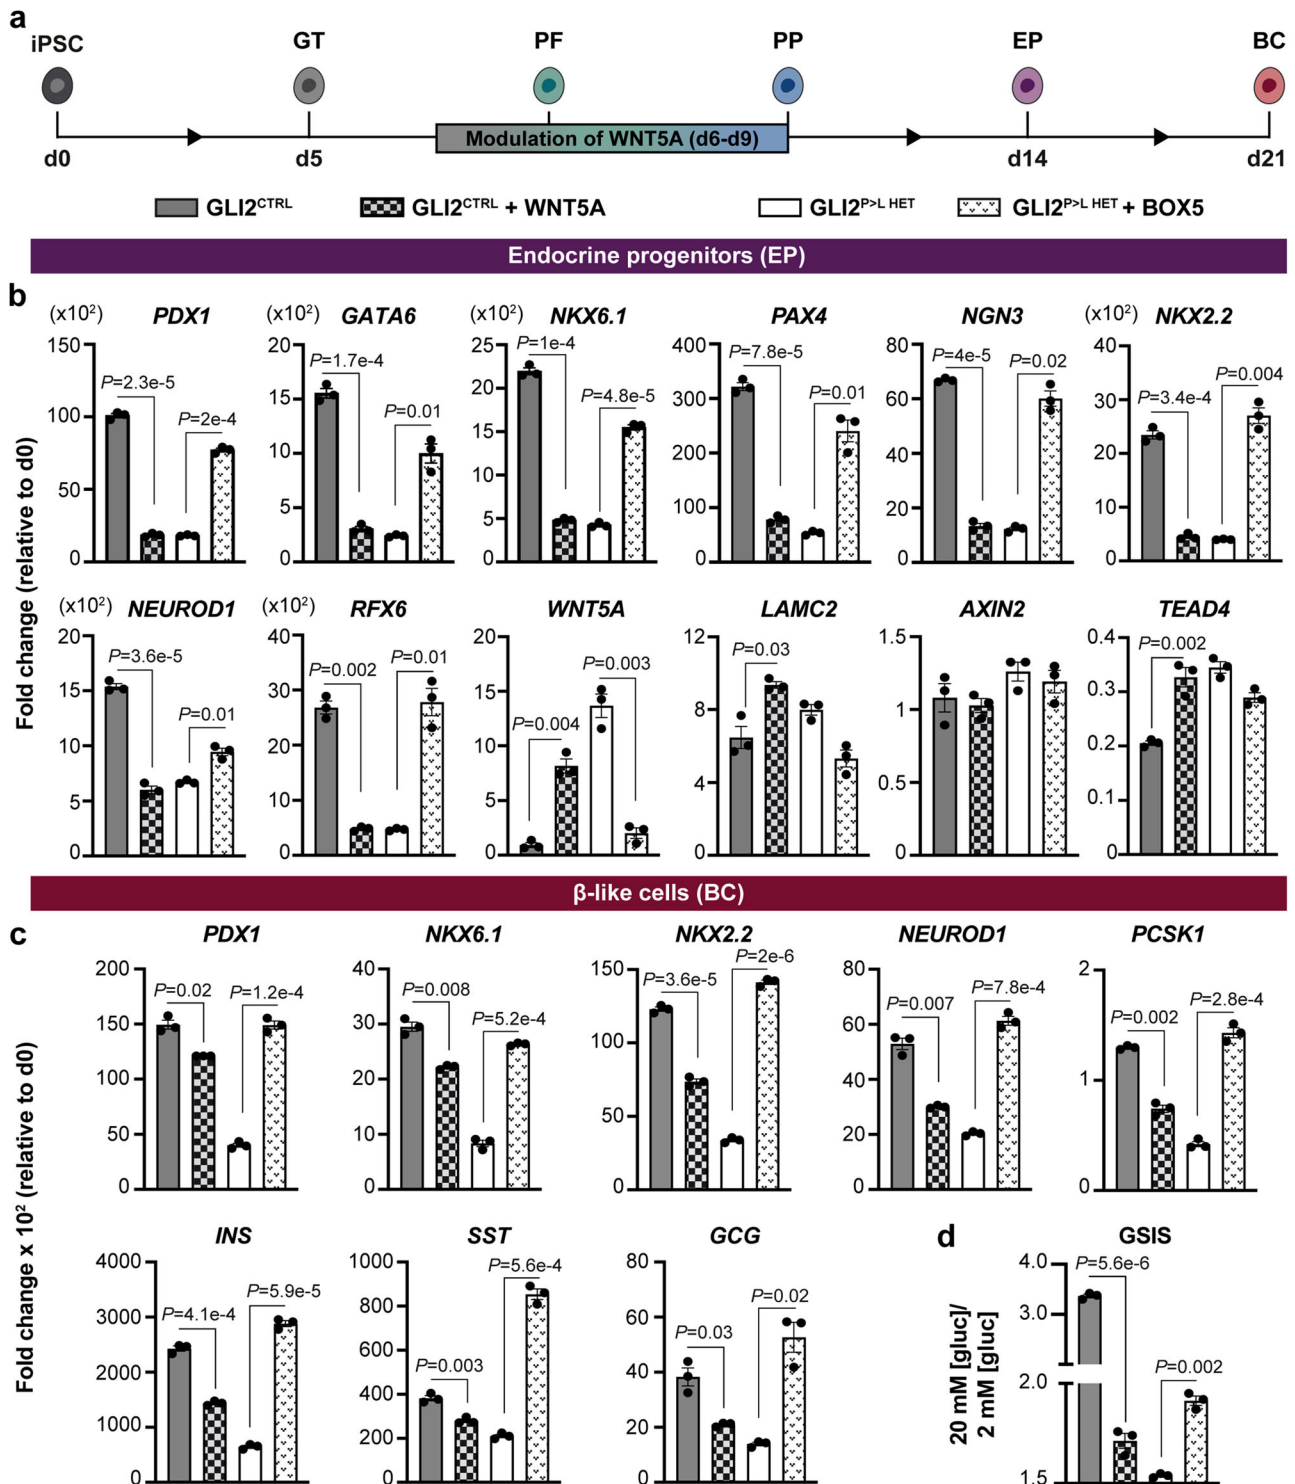 a
iPSC GT PF PP EP BC
Modulation of WNT5A (d6-d9)
d0 d5 d14 d21
GLI2CTRL GLI2CTRL + WNT5A GLI2P>L HET GLI2P>L HET + BOX5
Endocrine progenitors (EP)
b
Fold change (relative to d0)
(x10²) PDX1
150
100
50
0
P=2.3e-5
P=2e-4
(x10²) GATA6
20
15
10
5
0
P=1.7e-4
P=0.01
(x10²) NKX6.1
25
20
15
10
5
0
P=1e-4
P=4.8e-5
PAX4
400
300
200
100
0
P=7.8e-5
P=0.01
NGN3
80
60
40
20
0
P=4e-5
P=0.02
(x10²) NKX2.2
40
30
20
10
0
P=3.4e-4
P=0.004
(x10²) NEUROD1
20
15
10
5
0
P=3.6e-5
P=0.01
(x10²) RFX6
40
30
20
10
0
P=0.002
P=0.01
WNT5A
20
15
10
5
0
P=0.004
P=0.003
LAMC2
12
8
4
0
P=0.03
AXIN2
1.5
1
0.5
0
TEAD4
0.4
0.3
0.2
0.1
0
P=0.002
β-like cells (BC)
c
Fold change x 10² (relative to d0)
PDX1
200
150
100
50
0
P=0.02
P=1.2e-4
NKX6.1
40
30
20
10
0
P=0.008
P=5.2e-4
NKX2.2
150
100
50
0
P=3.6e-5
P=2e-6
NEUROD1
80
60
40
20
0
P=0.007
P=7.8e-4
PCSK1
2
1
0
P=0.002
P=2.8e-4
INS
4000
3000
2000
1000
0
P=4.1e-4
P=5.9e-5
SST
1000
800
600
400
200
0
P=0.003
P=5.6e-4
GCG
80
60
40
20
0
P=0.03
P=0.02
d
GSIS
20 mM [gluc]/
2 mM [gluc]
4.0
3.0
2.0
1.5
P=5.6e-6
P=0.002